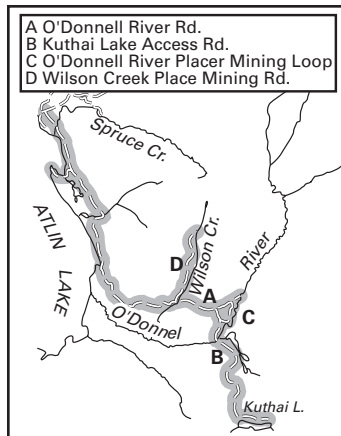 A O'Donnell River Rd.
B Kuthai Lake Access Rd.
C O'Donnell River Placer Mining Loop
D Wilson Creek Place Mining Rd.
Spruce Cr.
ATLIN
LAKE
D
Wilson Cr.
River
A
C
O'Donnel
B
Kuthai L.